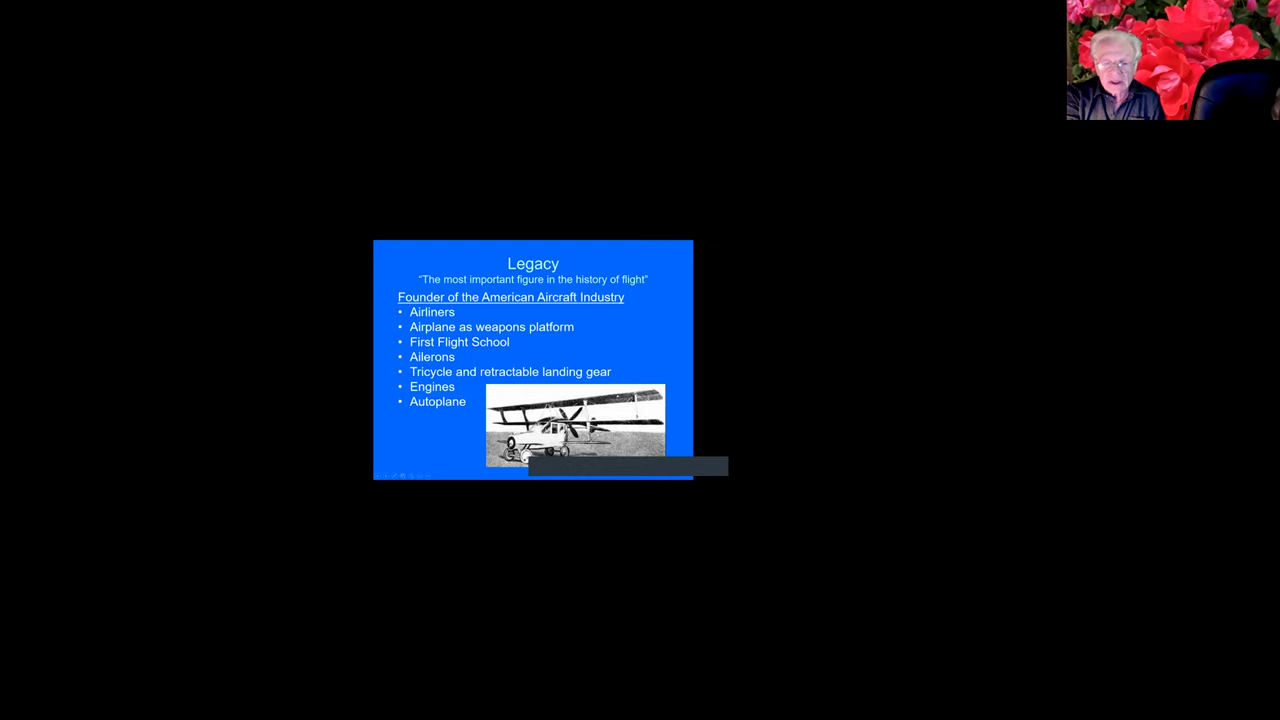 Legacy
“The most important figure in the history of flight”
Founder of the American Aircraft Industry
• Airliners
• Airplane as weapons platform
• First Flight School
• Ailerons
• Tricycle and retractable landing gear
• Engines
• Autoplane